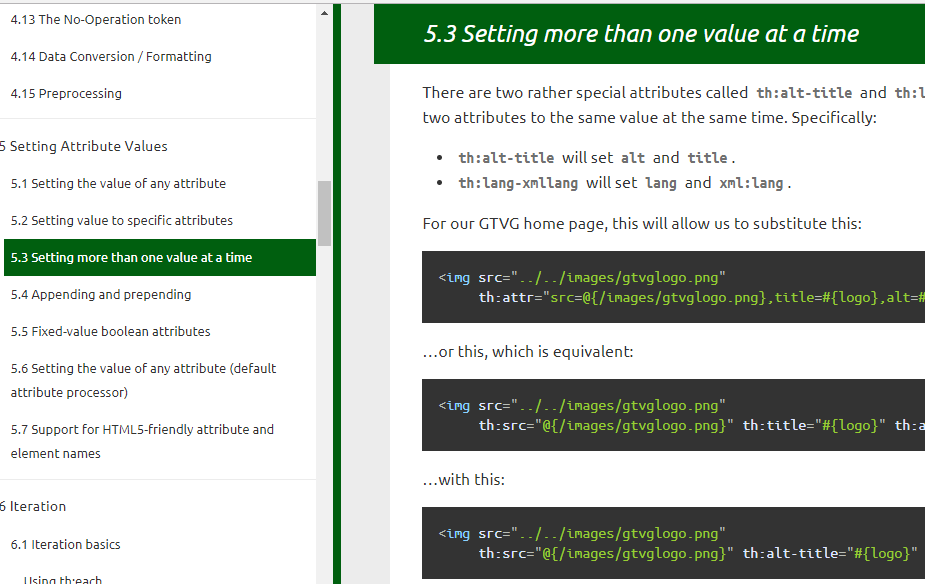 4.13 The No-Operation token
4.14 Data Conversion / Formatting
4.15 Preprocessing
5 Setting Attribute Values
5.1 Setting the value of any attribute
5.2 Setting value to specific attributes
5.3 Setting more than one value at a time
5.4 Appending and prepending
5.5 Fixed-value boolean attributes
5.6 Setting the value of any attribute (default
attribute processor)
5.7 Support for HTML5-friendly attribute and
element names
6 Iteration
6.1 Iteration basics
Using th:each
5.3 Setting more than one value at a time
There are two rather special attributes called th:alt-title and th:l
two attributes to the same value at the same time. Specifically:
• th:alt-title will set alt and title.
• th:lang-xmllang will set lang and xml:lang.
For our GTVG home page, this will allow us to substitute this:
<img src="../../images/gtvglogo.png"
th:attr="src=@{/images/gtvglogo.png},title=#{logo},alt=#
…or this, which is equivalent:
<img src="../../images/gtvglogo.png"
th:src="@{/images/gtvglogo.png}" th:title="#{logo}" th:a
…with this:
<img src="../../images/gtvglogo.png"
th:src="@{/images/gtvglogo.png}" th:alt-title="#{logo}"